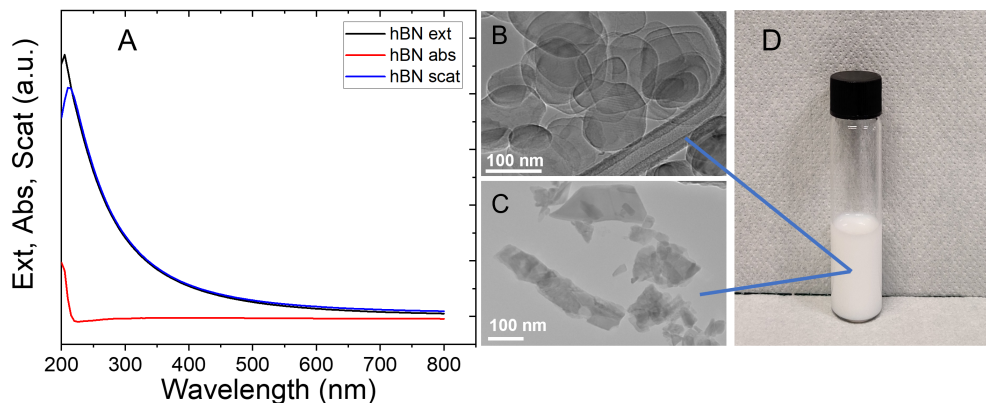 A
hBN ext
hBN abs
hBN scat
Ext, Abs, Scat (a.u.)
200 300 400 500 600 700 800
Wavelength (nm)
B
100 nm
C
100 nm
D